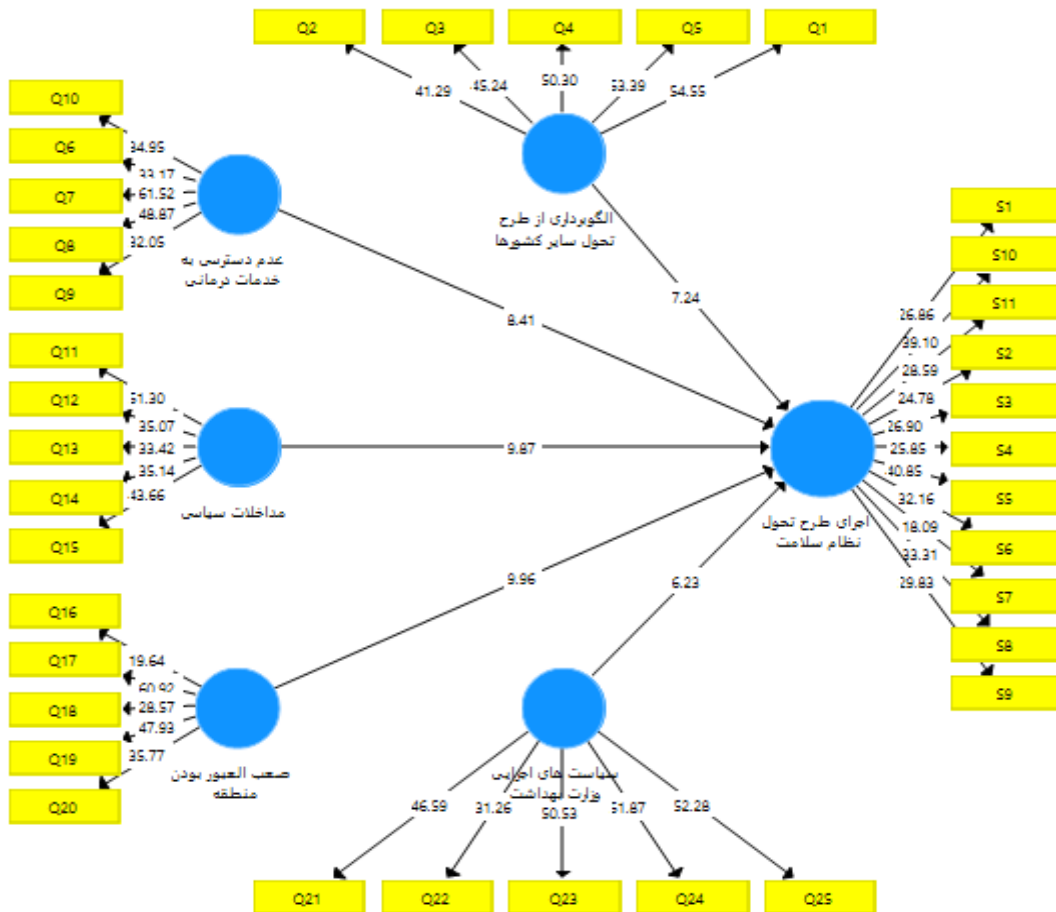 Q2
Q3
Q4
Q5
Q1
41.29
45.24
50.30
53.39
54.55
الگوبرداری از طرح
تحول سایر کشورها
7.24
Q10
Q6
Q7
Q8
Q9
34.95
33.17
61.52
48.87
32.05
عدم دسترسی به
خدمات درمانی
8.41
Q11
Q12
Q13
Q14
Q15
51.30
35.07
33.42
35.14
43.66
مداخلات سیاسی
9.87
Q16
Q17
Q18
Q19
Q20
19.64
60.92
28.57
47.93
35.77
صعب العبور بودن
منطقه
9.96
سیاست های اجرایی
وزارت بهداشت
6.23
46.59
31.26
50.53
51.87
52.28
Q21
Q22
Q23
Q24
Q25
اجرای طرح تحول
نظام سلامت
26.86
39.10
28.59
24.78
26.90
25.85
40.85
32.16
18.09
33.31
29.83
S1
S10
S11
S2
S3
S4
S5
S6
S7
S8
S9